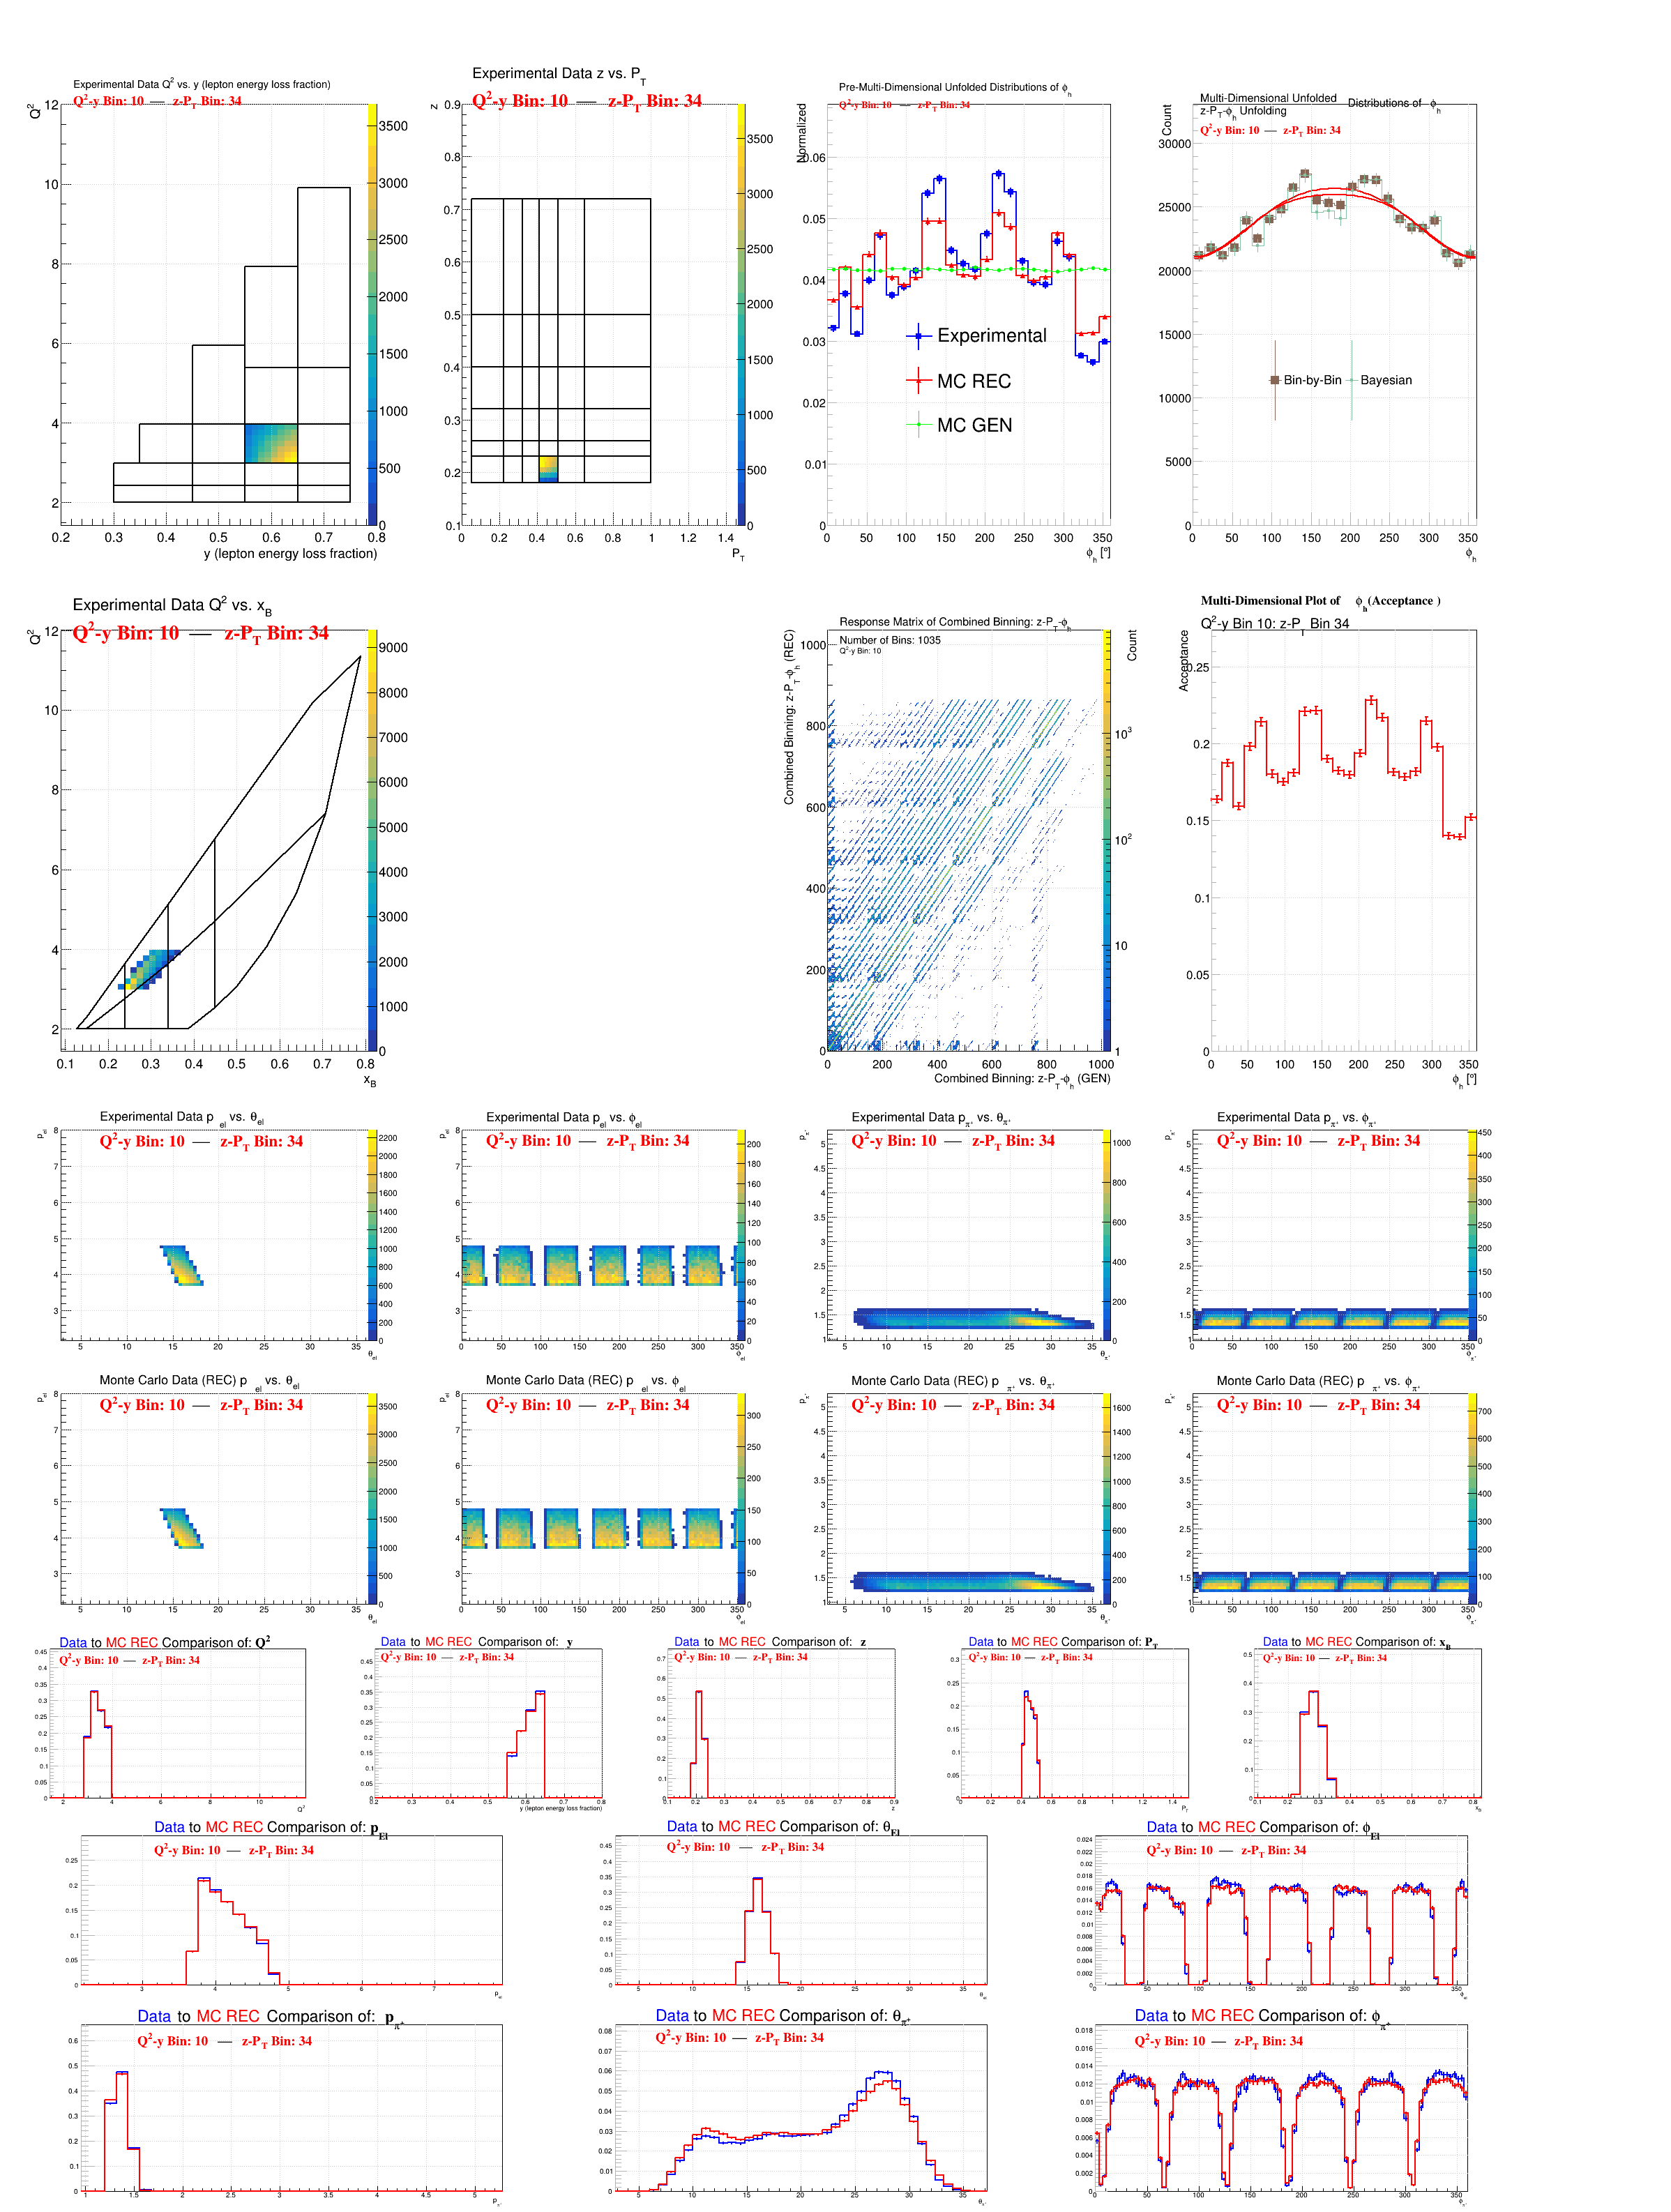 Experimental Data Q² vs. y (lepton energy loss fraction)
Q²-y Bin: 10 — z-P_T Bin: 34
Q²
y (lepton energy loss fraction)
Experimental Data z vs. P_T
Q²-y Bin: 10 — z-P_T Bin: 34
z
P_T
Pre-Multi-Dimensional Unfolded Distributions of ϕ_h
Q²-y Bin: 10 — z-P_T Bin: 34
Normalized
Experimental
MC REC
MC GEN
ϕ_h [°]
Multi-Dimensional Unfolded Distributions of ϕ_h
z-P_T-ϕ_h Unfolding
Q²-y Bin: 10 — z-P_T Bin: 34
Count
Bin-by-Bin
Bayesian
ϕ_h
Experimental Data Q² vs. x_B
Q²-y Bin: 10 — z-P_T Bin: 34
Q²
x_B
Response Matrix of Combined Binning: z-P_T-ϕ_h
Number of Bins: 1035
Q²-y Bin: 10
Combined Binning: z-P_T-ϕ_h (REC)
Count
Combined Binning: z-P_T-ϕ_h (GEN)
Multi-Dimensional Plot of ϕ_h (Acceptance )
Q²-y Bin 10: z-P_T Bin 34
Acceptance
ϕ_h [°]
Experimental Data p_el vs. θ_el
Q²-y Bin: 10 — z-P_T Bin: 34
Experimental Data p_el vs. ϕ_el
Q²-y Bin: 10 — z-P_T Bin: 34
Experimental Data p_π⁺ vs. θ_π⁺
Q²-y Bin: 10 — z-P_T Bin: 34
Experimental Data p_π⁺ vs. ϕ_π⁺
Q²-y Bin: 10 — z-P_T Bin: 34
Monte Carlo Data (REC) p_el vs. θ_el
Q²-y Bin: 10 — z-P_T Bin: 34
Monte Carlo Data (REC) p_el vs. ϕ_el
Q²-y Bin: 10 — z-P_T Bin: 34
Monte Carlo Data (REC) p_π⁺ vs. θ_π⁺
Q²-y Bin: 10 — z-P_T Bin: 34
Monte Carlo Data (REC) p_π⁺ vs. ϕ_π⁺
Q²-y Bin: 10 — z-P_T Bin: 34
Data to MC REC Comparison of: Q²
Q²-y Bin: 10 — z-P_T Bin: 34
Data to MC REC Comparison of: y
Q²-y Bin: 10 — z-P_T Bin: 34
y (lepton energy loss fraction)
Data to MC REC Comparison of: z
Q²-y Bin: 10 — z-P_T Bin: 34
Data to MC REC Comparison of: P_T
Q²-y Bin: 10 — z-P_T Bin: 34
Data to MC REC Comparison of: x_B
Q²-y Bin: 10 — z-P_T Bin: 34
Data to MC REC Comparison of: p_El
Q²-y Bin: 10 — z-P_T Bin: 34
Data to MC REC Comparison of: θ_El
Q²-y Bin: 10 — z-P_T Bin: 34
Data to MC REC Comparison of: ϕ_El
Q²-y Bin: 10 — z-P_T Bin: 34
Data to MC REC Comparison of: p_π⁺
Q²-y Bin: 10 — z-P_T Bin: 34
Data to MC REC Comparison of: θ_π⁺
Q²-y Bin: 10 — z-P_T Bin: 34
Data to MC REC Comparison of: ϕ_π⁺
Q²-y Bin: 10 — z-P_T Bin: 34